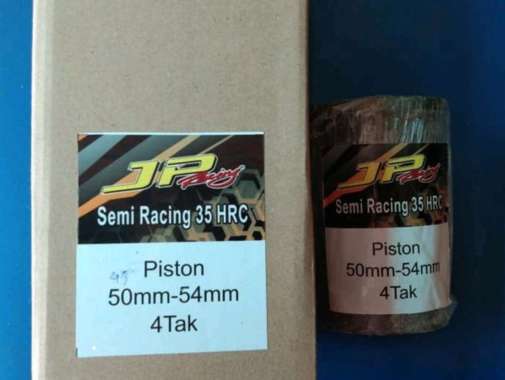 JP Racing
Semi Racing 35 HRC
Piston
50mm-54mm
4Tak
JP Racing
Semi Racing 35 HRC
Piston
50mm-54mm
4Tak